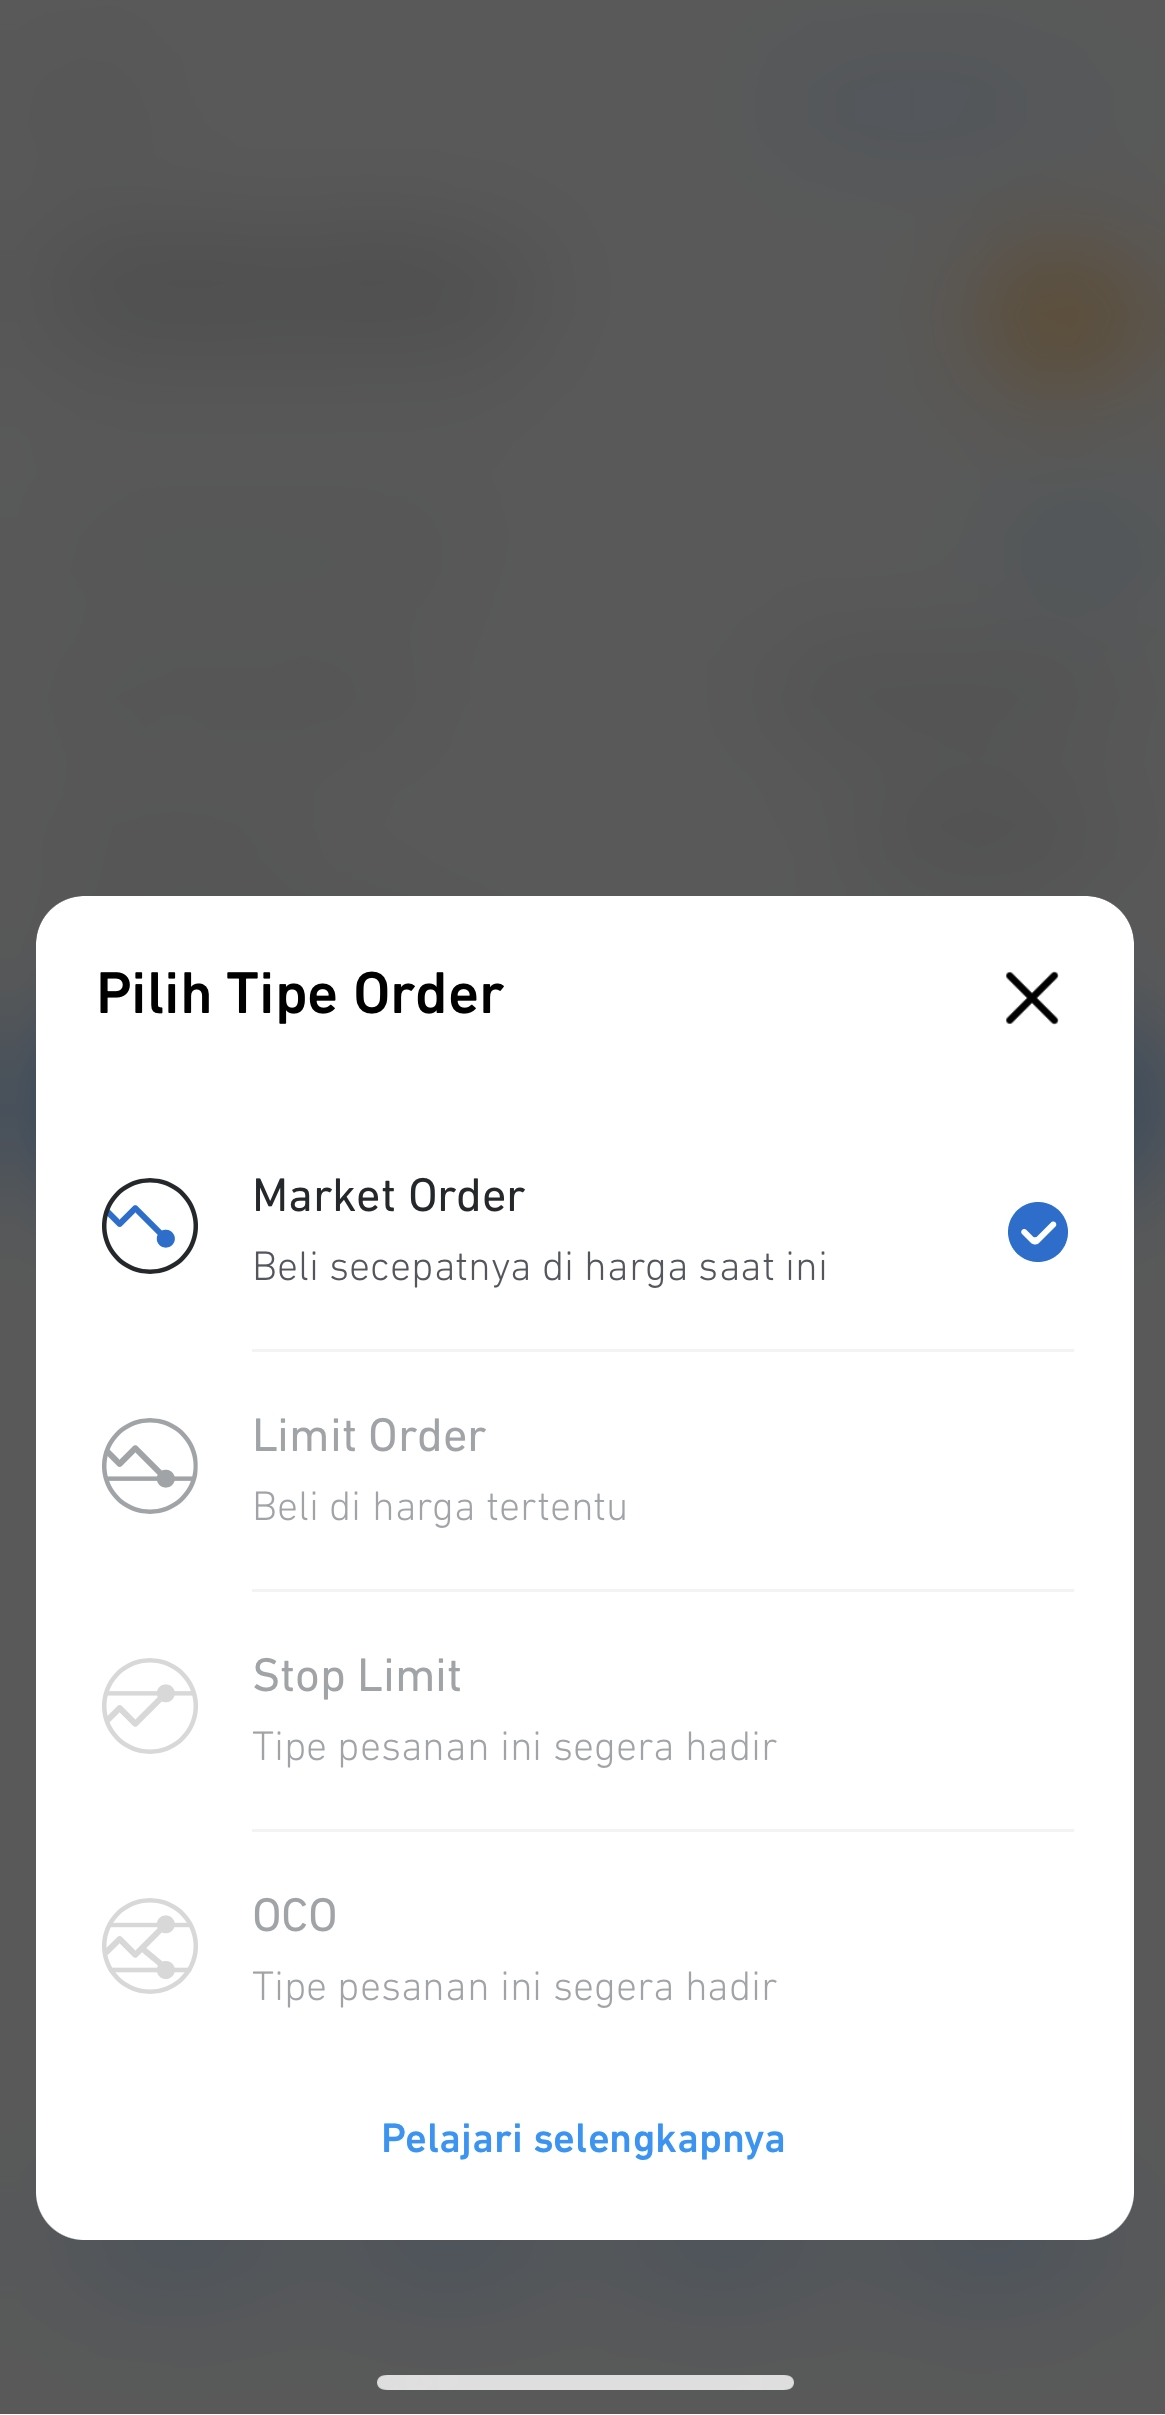 Pilih Tipe Order
Market Order
Beli secepatnya di harga saat ini
Limit Order
Beli di harga tertentu
Stop Limit
Tipe pesanan ini segera hadir
OCO
Tipe pesanan ini segera hadir
Pelajari selengkapnya